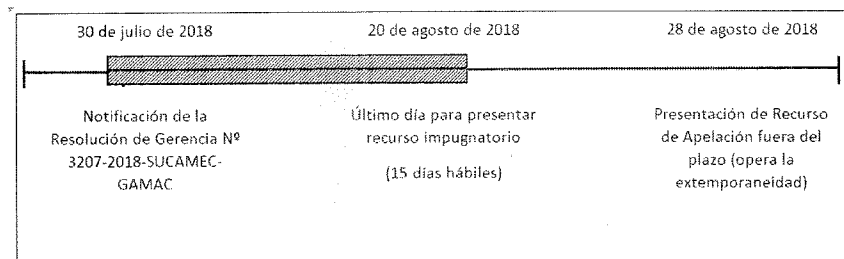 30 de julio de 2018
20 de agosto de 2018
28 de agosto de 2018
Notificación de la
Resolución de Gerencia Nº
3207-2018-SUCAMEC-
GAMAC
Último día para presentar
recurso impugnatorio
(15 días hábiles)
Presentación de Recurso
de Apelación fuera del
plazo (opera la
extemporaneidad)